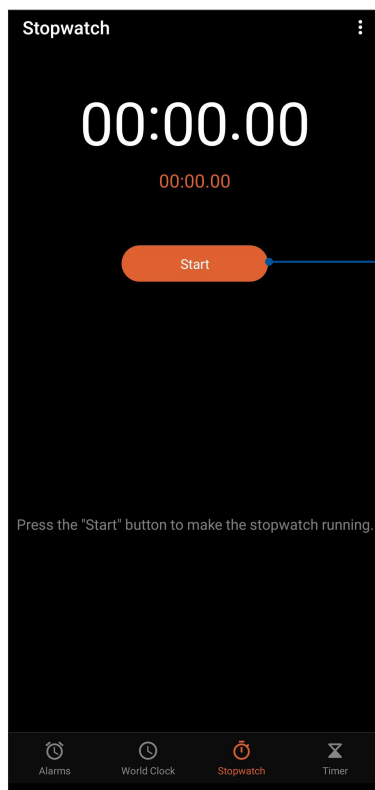 Stopwatch
00:00.00
00:00.00
Start
Press the "Start" button to make the stopwatch running.
Alarms World Clock Stopwatch Timer